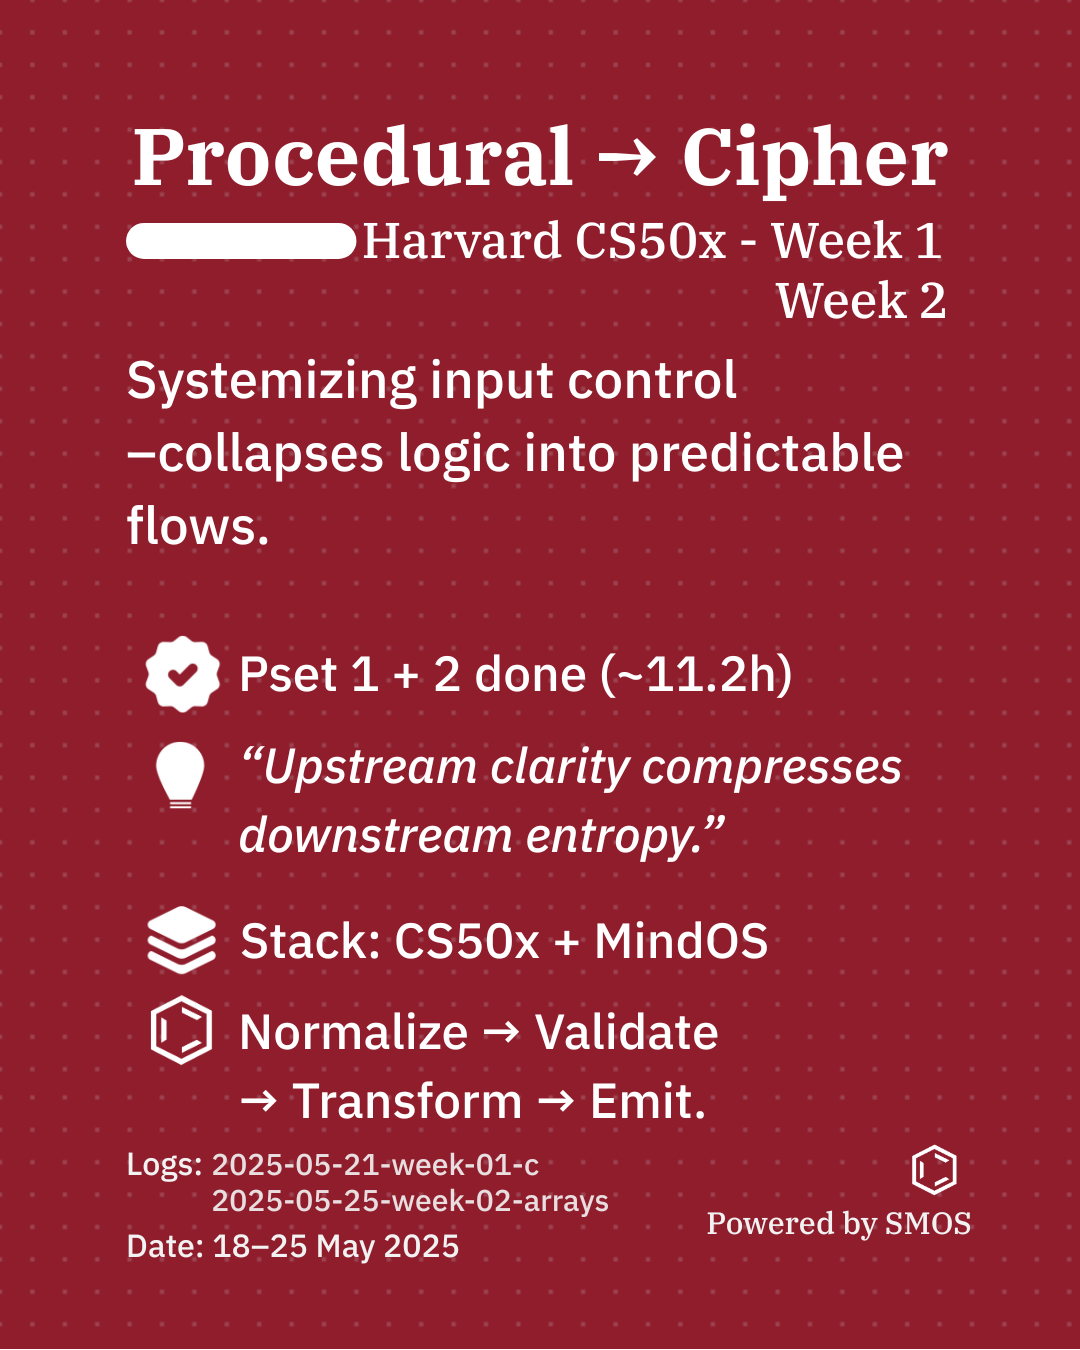 Procedural → Cipher
Harvard CS50x - Week 1
Week 2
Systemizing input control
–collapses logic into predictable
flows.
Pset 1 + 2 done (~11.2h)
“Upstream clarity compresses
downstream entropy.”
Stack: CS50x + MindOS
Normalize → Validate
→ Transform → Emit.
Logs: 2025-05-21-week-01-c
2025-05-25-week-02-arrays
Date: 18–25 May 2025
Powered by SMOS